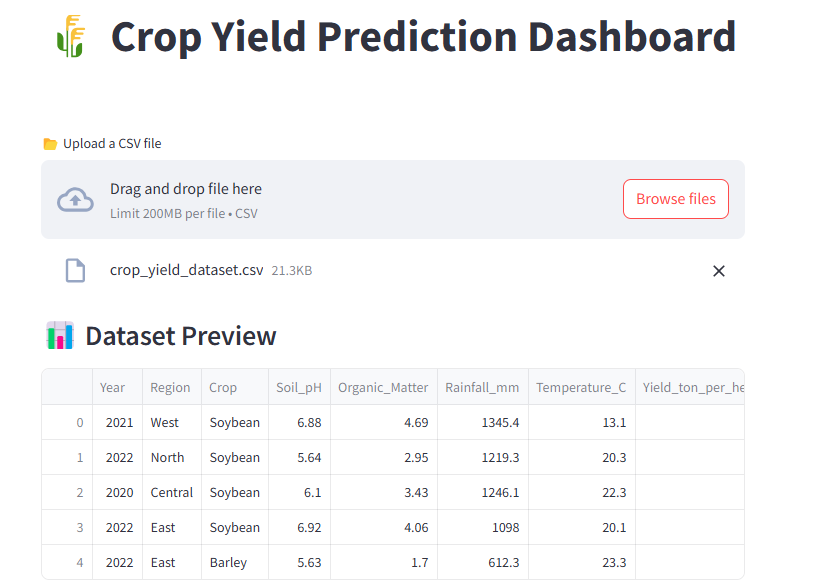 Crop Yield Prediction Dashboard
Upload a CSV file
Drag and drop file here
Limit 200MB per file • CSV
Browse files
crop_yield_dataset.csv 21.3KB
Dataset Preview
Year Region Crop Soil_pH Organic_Matter Rainfall_mm Temperature_C Yield_ton_per_he
0 2021 West Soybean 6.88 4.69 1345.4 13.1
1 2022 North Soybean 5.64 2.95 1219.3 20.3
2 2020 Central Soybean 6.1 3.43 1246.1 22.3
3 2022 East Soybean 6.92 4.06 1098 20.1
4 2022 East Barley 5.63 1.7 612.3 23.3